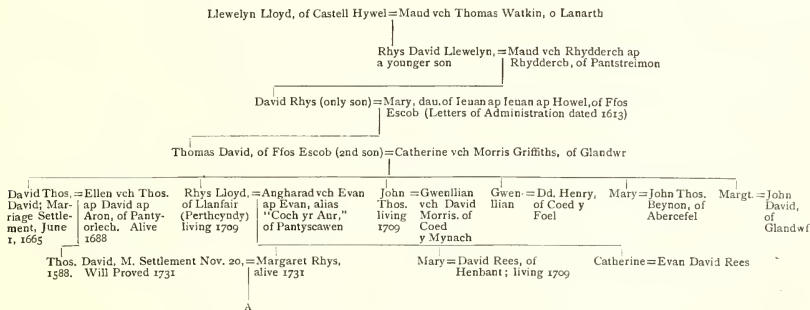 Llewelyn Lloyd, of Castell Hywel = Maud vch Thomas Watkin, o Lanarth
Rhys David Llewelyn, = Maud vch Rhydderch ap
a younger son Rhydderch, of Pantstreimon
David Rhys (only son) = Mary, dau. of Ieuan ap Ieuan ap Howel, of Ffos
Escob (Letters of Administration dated 1613)
Thomas David, of Ffos Escob (2nd son) = Catherine vch Morris Griffiths, of Glandwr
David Thos. = Ellen vch Thos.
David; Mar- ap David ap
riage Settle- Aron, of Panty-
ment, June orlech. Alive
1, 1665 1688
Rhys Lloyd, = Angharad vch Evan
of Llanfair ap Evan, alias
(Perthcyndy) "Coch yr Aur,"
living 1709 of Pantyscawen
John = Gwenllian
Thos. vch David
living Morris. of
1709 Coed
y Mynach
Gwen- = Dd. Henry,
llian of Coed y
Foel
Mary = John Thos.
Beynon, of
Abercefel
Margt. = John
David,
of
Glandwf
Thos. David, M. Settlement Nov. 20, = Margaret Rhys,
1588. Will Proved 1731 alive 1731
Mary = David Rees, of
Henbant; living 1709
Catherine = Evan David Rees
A